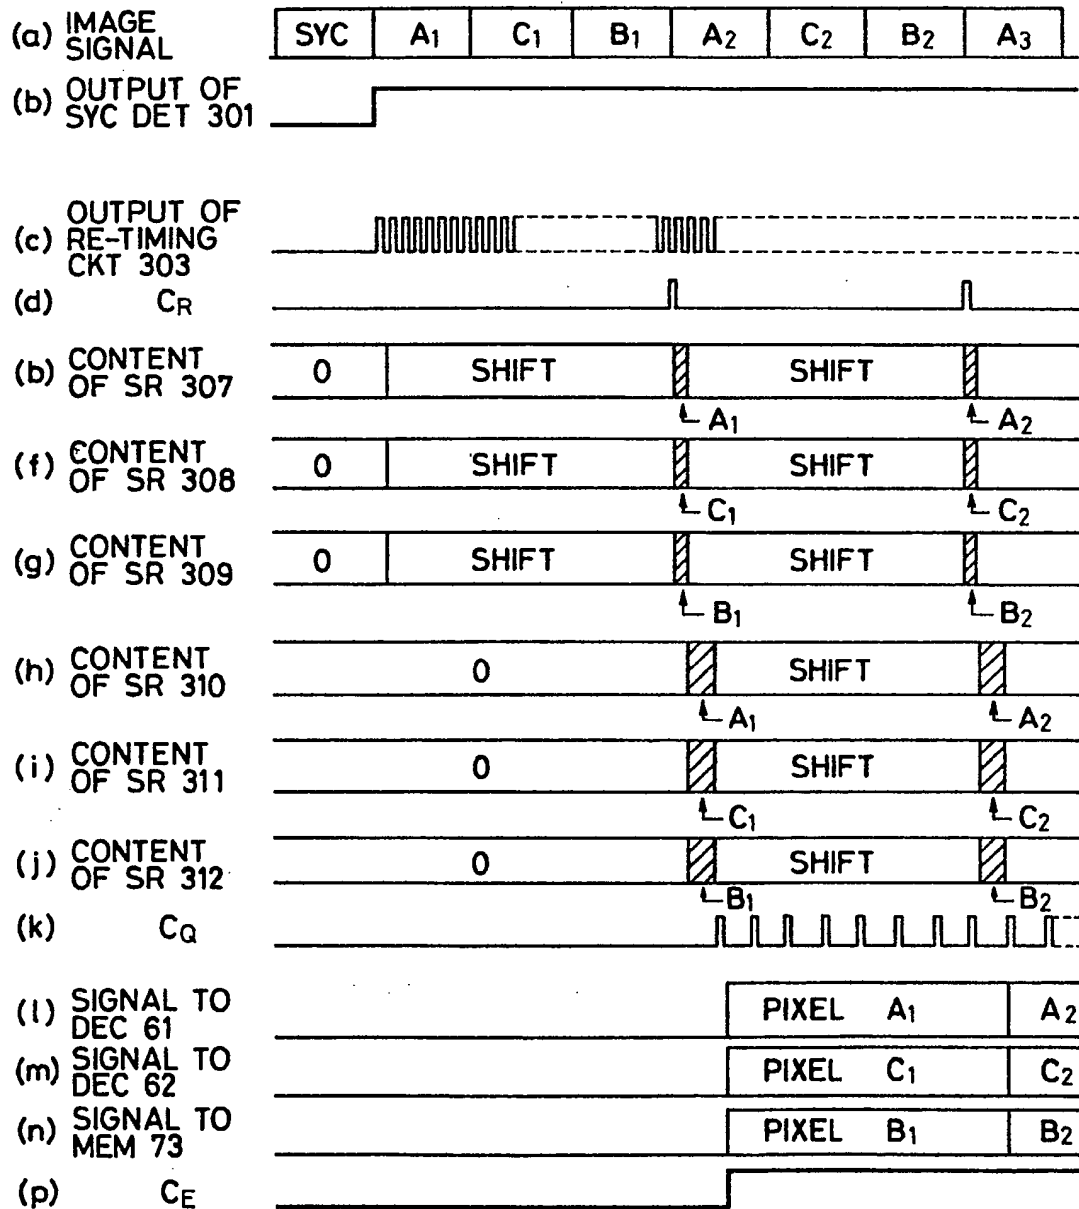 (a) IMAGE SIGNAL SYC A1 C1 B1 A2 C2 B2 A3
(b) OUTPUT OF SYC DET 301
(c) OUTPUT OF RE-TIMING CKT 303
(d) CR
(b) CONTENT OF SR 307 0 SHIFT SHIFT
A1 A2
(f) CONTENT OF SR 308 0 SHIFT SHIFT
C1 C2
(g) CONTENT OF SR 309 0 SHIFT SHIFT
B1 B2
(h) CONTENT OF SR 310 0 SHIFT
A1 A2
(i) CONTENT OF SR 311 0 SHIFT
C1 C2
(j) CONTENT OF SR 312 0 SHIFT
B1 B2
(k) CQ
(l) SIGNAL TO DEC 61 PIXEL A1 A2
(m) SIGNAL TO DEC 62 PIXEL C1 C2
(n) SIGNAL TO MEM 73 PIXEL B1 B2
(p) CE